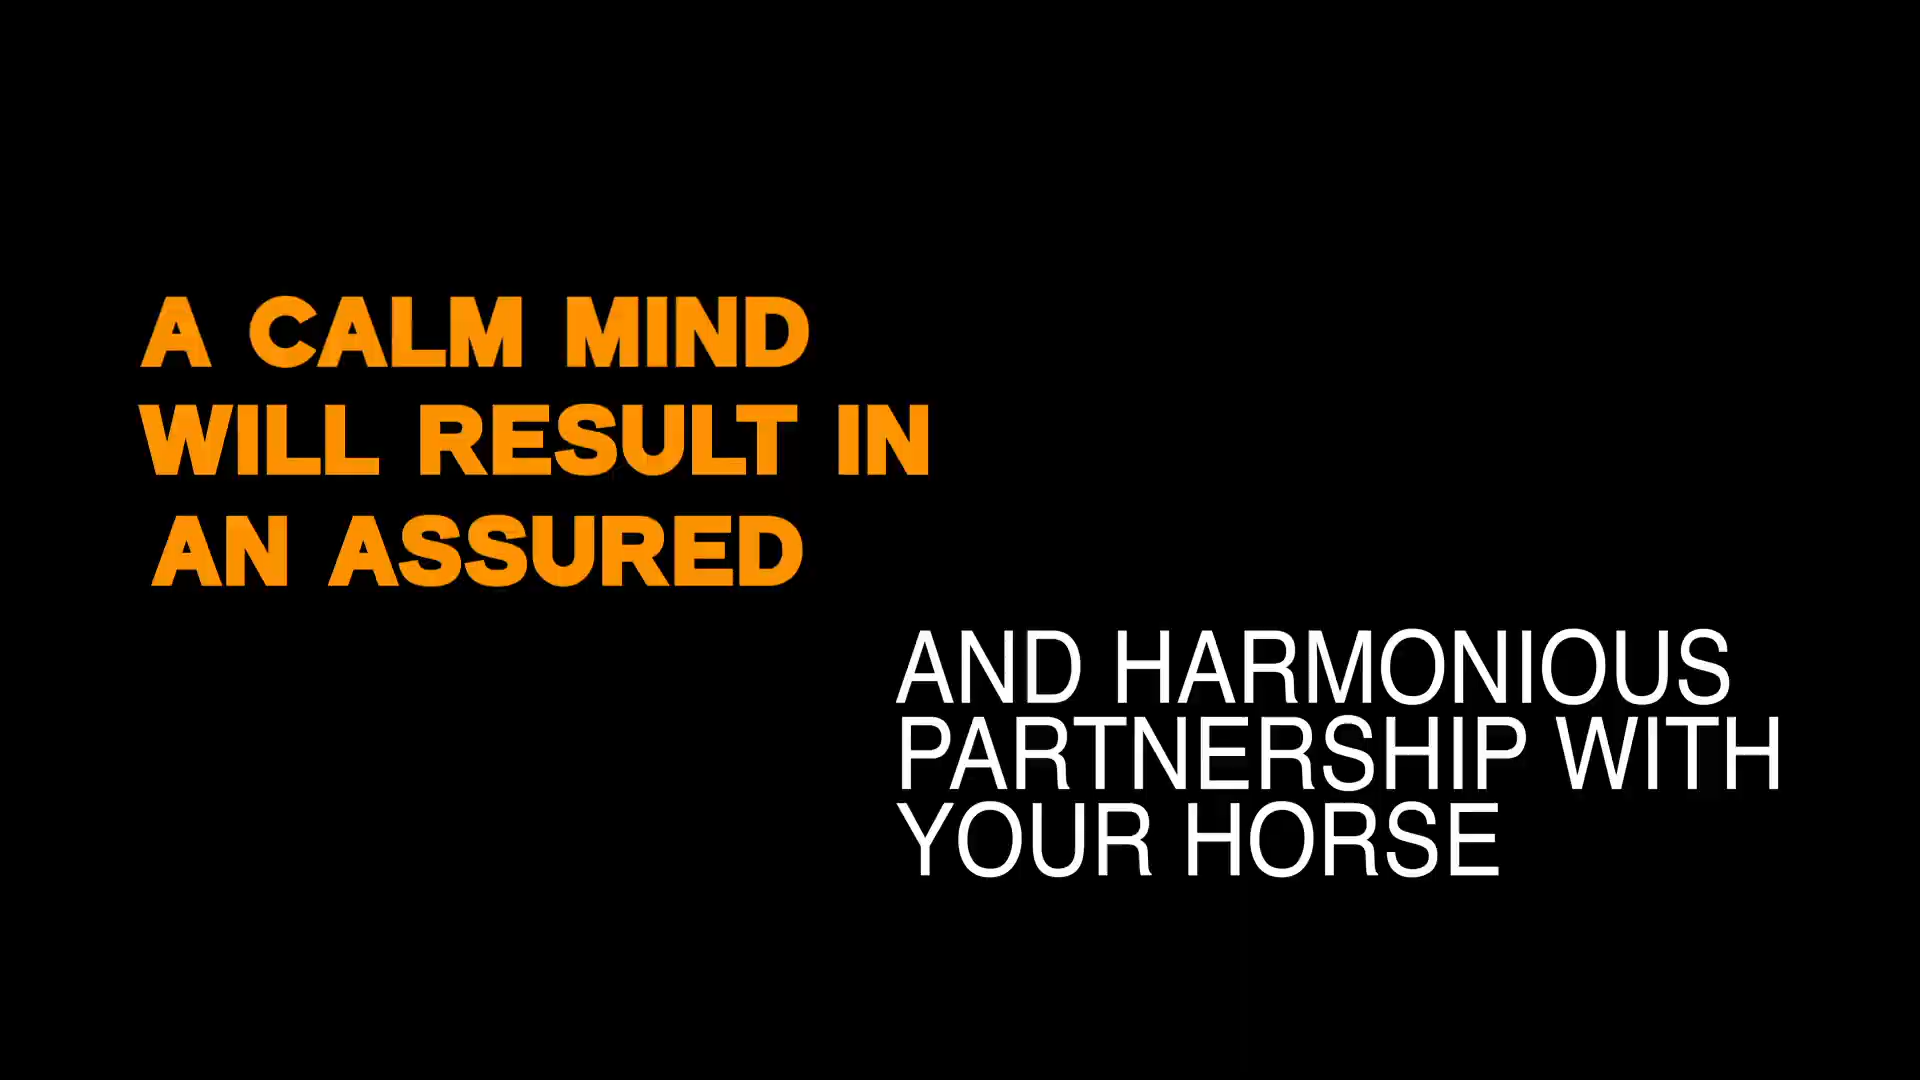 A CALM MIND
WILL RESULT IN
AN ASSURED
AND HARMONIOUS
PARTNERSHIP WITH
YOUR HORSE